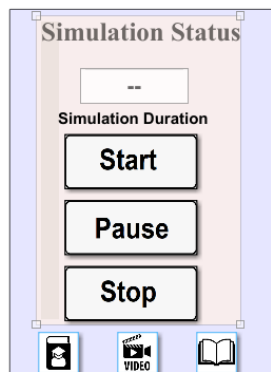 Simulation Status
--
Simulation Duration
Start
Pause
Stop
VIDEO